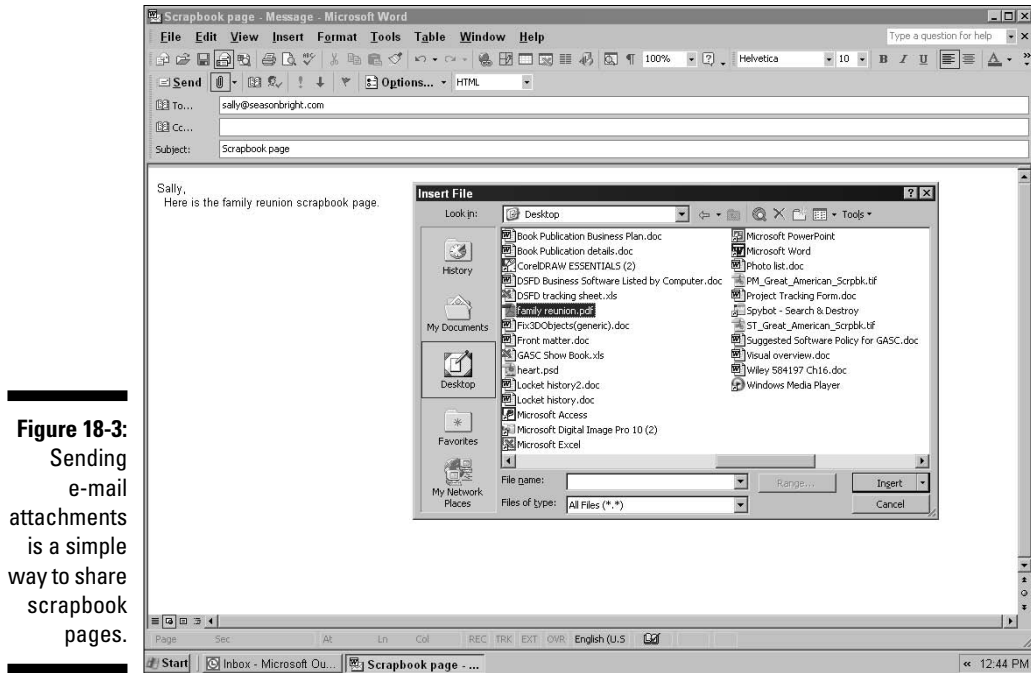 Scrapbook page - Message - Microsoft Word
File Edit View Insert Format Tools Table Window Help
Type a question for help
100%
Helvetica
10
B I U
A
Send
Options...
HTML
To...
sally@seasonbright.com
Cc...
Subject:
Scrapbook page
Sally,
Here is the family reunion scrapbook page.
Insert File
Look in:
Desktop
Tools
History
My Documents
Desktop
Favorites
My Network
Places
Book Publication Business Plan.doc
Book Publication details.doc
CorelDRAW ESSENTIALS (2)
DSFD Business Software Listed by Computer.doc
DSFD tracking sheet.xls
family reunion.pdf
Fix3DObjects(generic).doc
Front matter.doc
GASC Show Book.xls
heart.psd
Locket history2.doc
Locket history.doc
Microsoft Access
Microsoft Digital Image Pro 10 (2)
Microsoft Excel
Microsoft PowerPoint
Microsoft Word
Photo list.doc
PM_Great_American_Scrpbk.tif
Project Tracking Form.doc
Spybot - Search & Destroy
ST_Great_American_Scrpbk.tif
Suggested Software Policy for GASC.doc
Visual overview.doc
Wiley 584197 Ch16.doc
Windows Media Player
File name:
Range...
Insert
Files of type:
All Files (*.*)
Cancel
Page Sec At Ln Col REC TRK EXT OVR English (U.S
Start
Inbox - Microsoft Ou...
Scrapbook page - ...
12:44 PM
Figure 18-3:
Sending
e-mail
attachments
is a simple
way to share
scrapbook
pages.